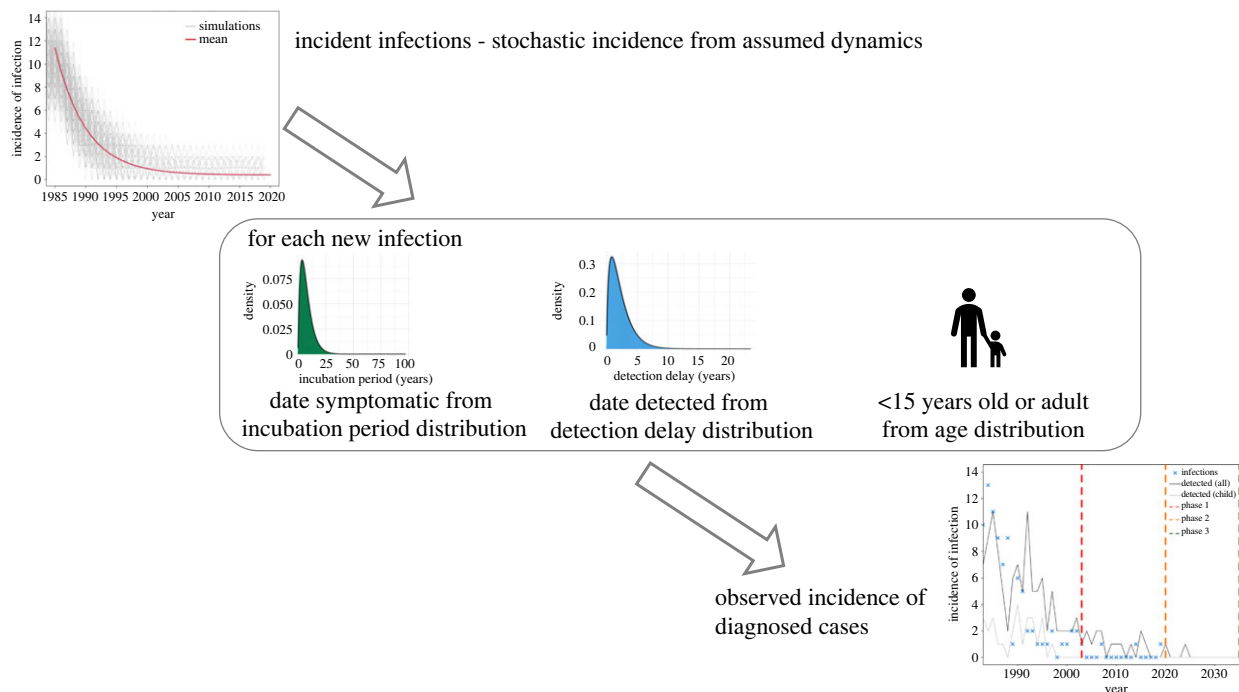 14
12
10
8
6
4
2
0
incidence of infection
simulations
mean
1985 1990 1995 2000 2005 2010 2015 2020
year
incident infections - stochastic incidence from assumed dynamics
for each new infection
0.075
0.050
0.025
0
density
0 25 50 75 100
incubation period (years)
date symptomatic from
incubation period distribution
0.3
0.2
0.1
0
density
0 5 10 15 20
detection delay (years)
date detected from
detection delay distribution
<15 years old or adult
from age distribution
observed incidence of
diagnosed cases
14
12
10
8
6
4
2
0
incidence of infection
infections
detected (all)
detected (child)
phase 1
phase 2
phase 3
1990 2000 2010 2020 2030
year